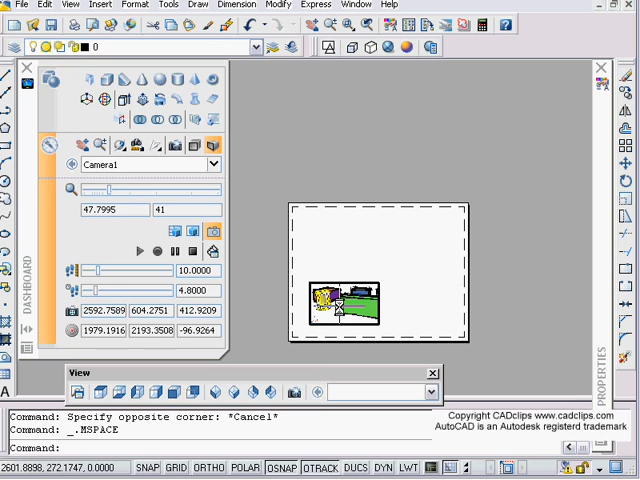 File Edit View Insert Format Tools Draw Dimension Modify Express Window Help
0
Camera1
47.7995 41
10.0000
4.8000
2592.7589 604.2751 412.9209
1979.1916 2193.3508 -96.9264
DASHBOARD
PROPERTIES
View
Command: Specify opposite corner: *Cancel*
Command: _.MSPACE
Command:
Copyright CADclips www.cadclips.com
AutoCAD is an Autodesk registerd trademark
2601.8898, 272.1747, 0.0000 SNAP GRID ORTHO POLAR OSNAP OTRACK DUCS DYN LWT